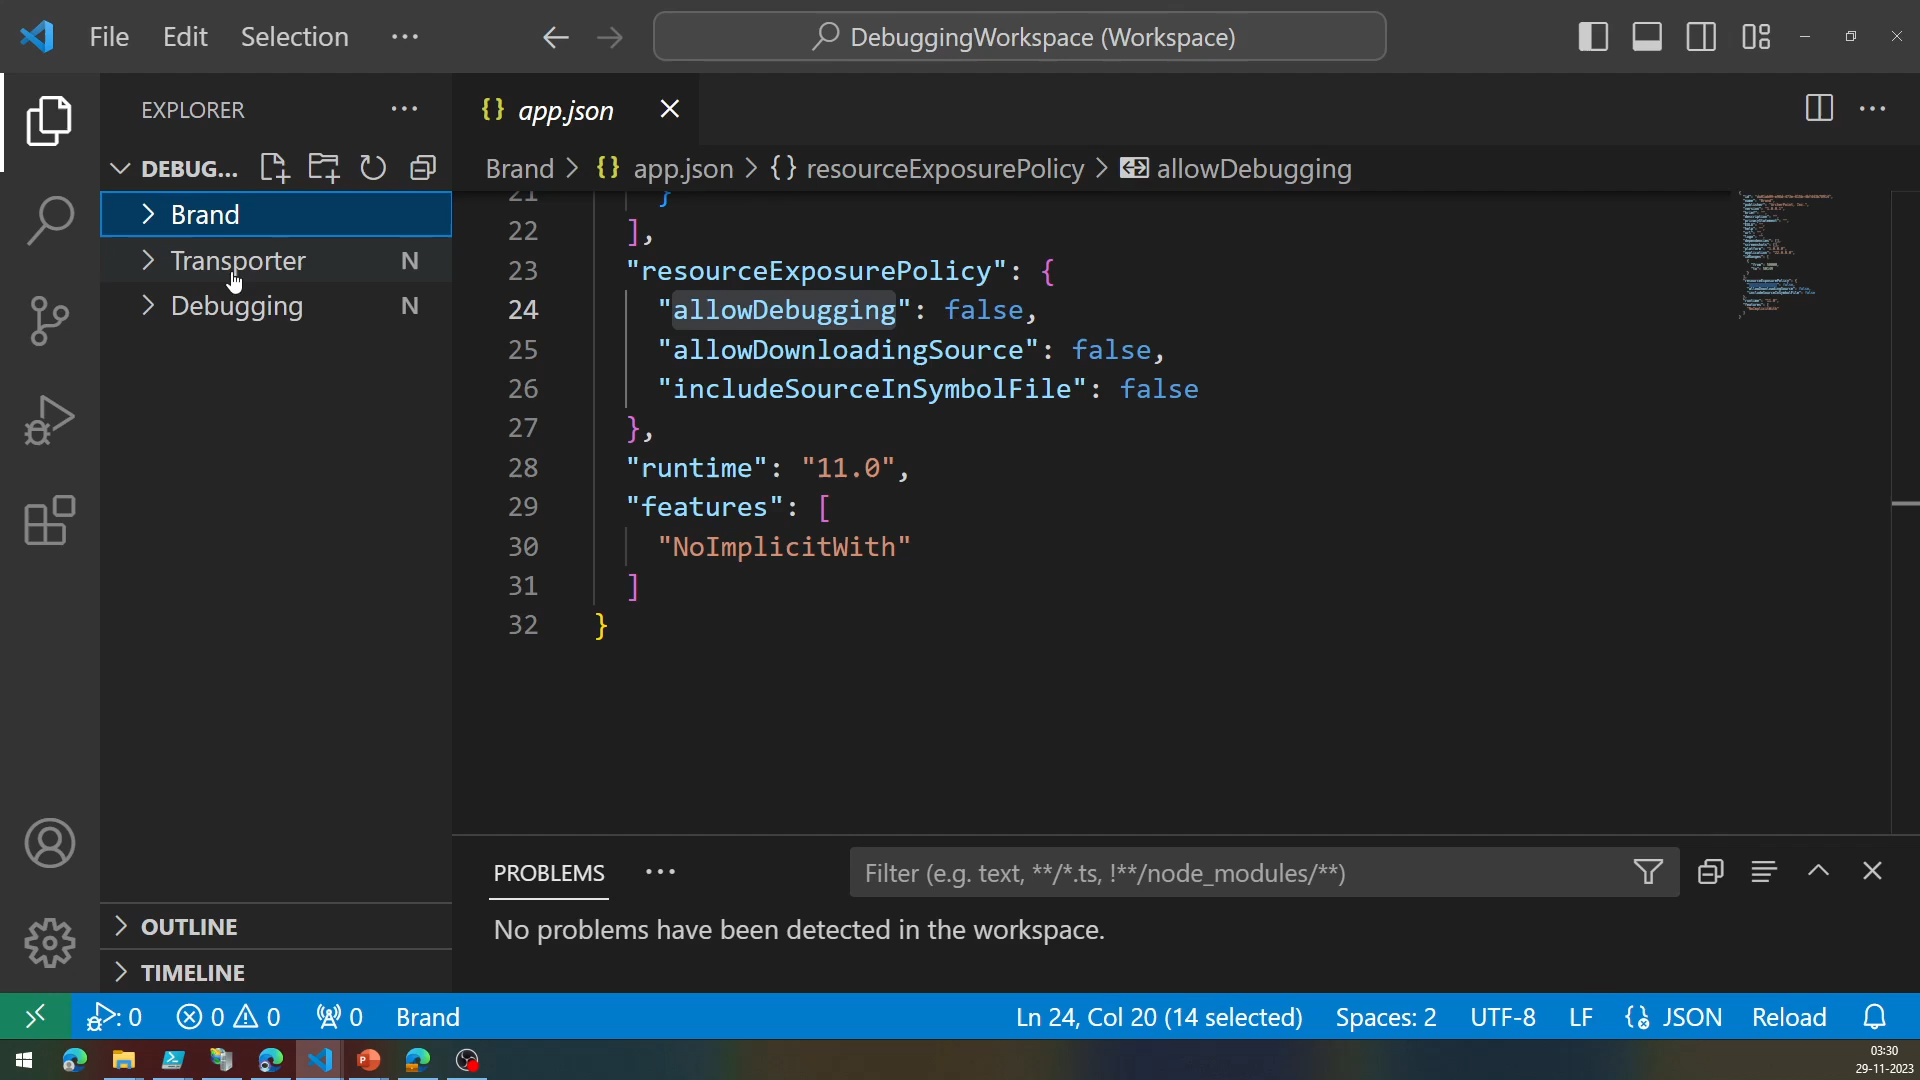 File Edit Selection ···
DebuggingWorkspace (Workspace)
EXPLORER ···
DEBUG...
Brand
Transporter N
Debugging N
{} app.json
Brand > {} app.json > {} resourceExposurePolicy > allowDebugging
21 }
22 ],
23 "resourceExposurePolicy": {
24 "allowDebugging": false,
25 "allowDownloadingSource": false,
26 "includeSourceInSymbolFile": false
27 },
28 "runtime": "11.0",
29 "features": [
30 "NoImplicitWith"
31 ]
32 }
PROBLEMS ···
Filter (e.g. text, **/*.ts, !**/node_modules/**)
No problems have been detected in the workspace.
OUTLINE
TIMELINE
: 0 0 0 0 Brand
Ln 24, Col 20 (14 selected) Spaces: 2 UTF-8 LF {} JSON Reload
03:30
29-11-2023